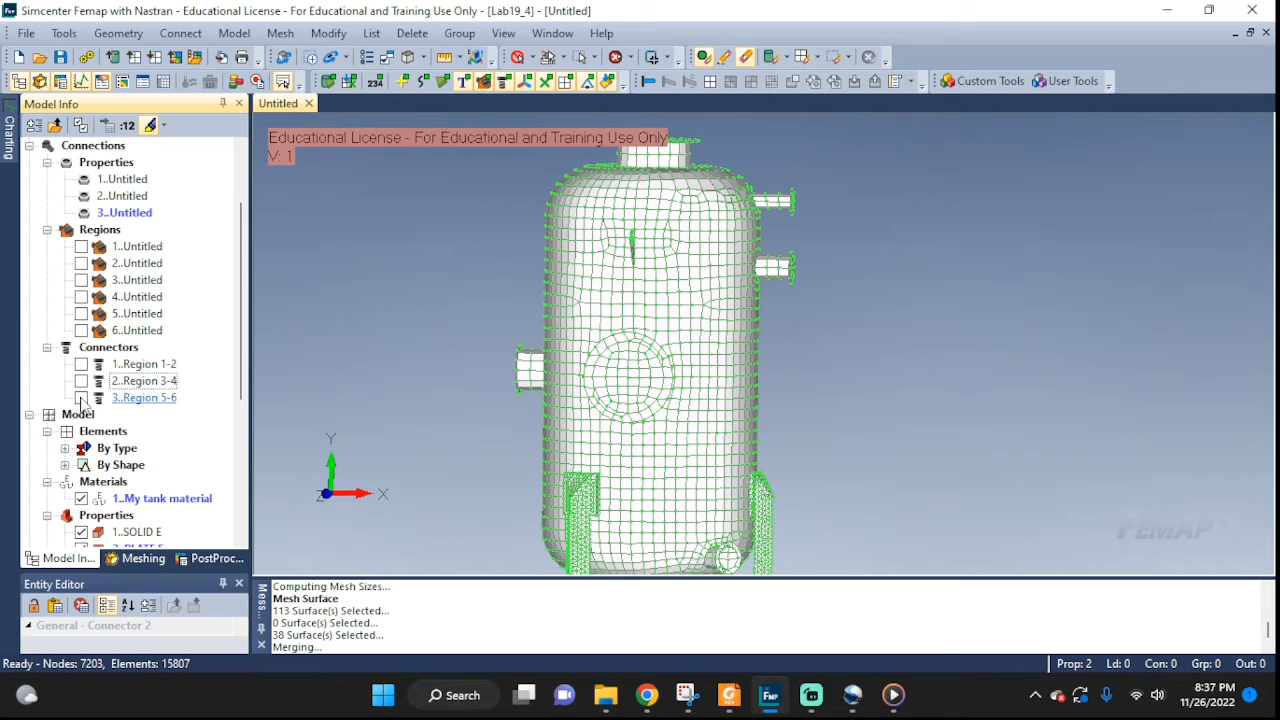 Simcenter Femap with Nastran - Educational License - For Educational and Training Use Only - [Lab19_4] - [Untitled]
File Tools Geometry Connect Model Mesh Modify List Delete Group View Window Help
234
Custom Tools User Tools
Charting
Model Info
:12
Connections
Properties
1..Untitled
2..Untitled
3..Untitled
Regions
1..Untitled
2..Untitled
3..Untitled
4..Untitled
5..Untitled
6..Untitled
Connectors
1..Region 1-2
2..Region 3-4
3..Region 5-6
Model
Elements
By Type
By Shape
Materials
1..My tank material
Properties
1..SOLID E
Model In... Meshing PostProc...
Entity Editor
General - Connector 2
Untitled
Educational License - For Educational and Training Use Only
V: 1
Y
Z
X
FEMAP
Mess...
Computing Mesh Sizes...
Mesh Surface
113 Surface(s) Selected...
0 Surface(s) Selected...
38 Surface(s) Selected...
Merging...
Ready - Nodes: 7203, Elements: 15807
Prop: 2 Ld: 0 Con: 0 Grp: 0 Out: 0
Search
8:37 PM
11/26/2022